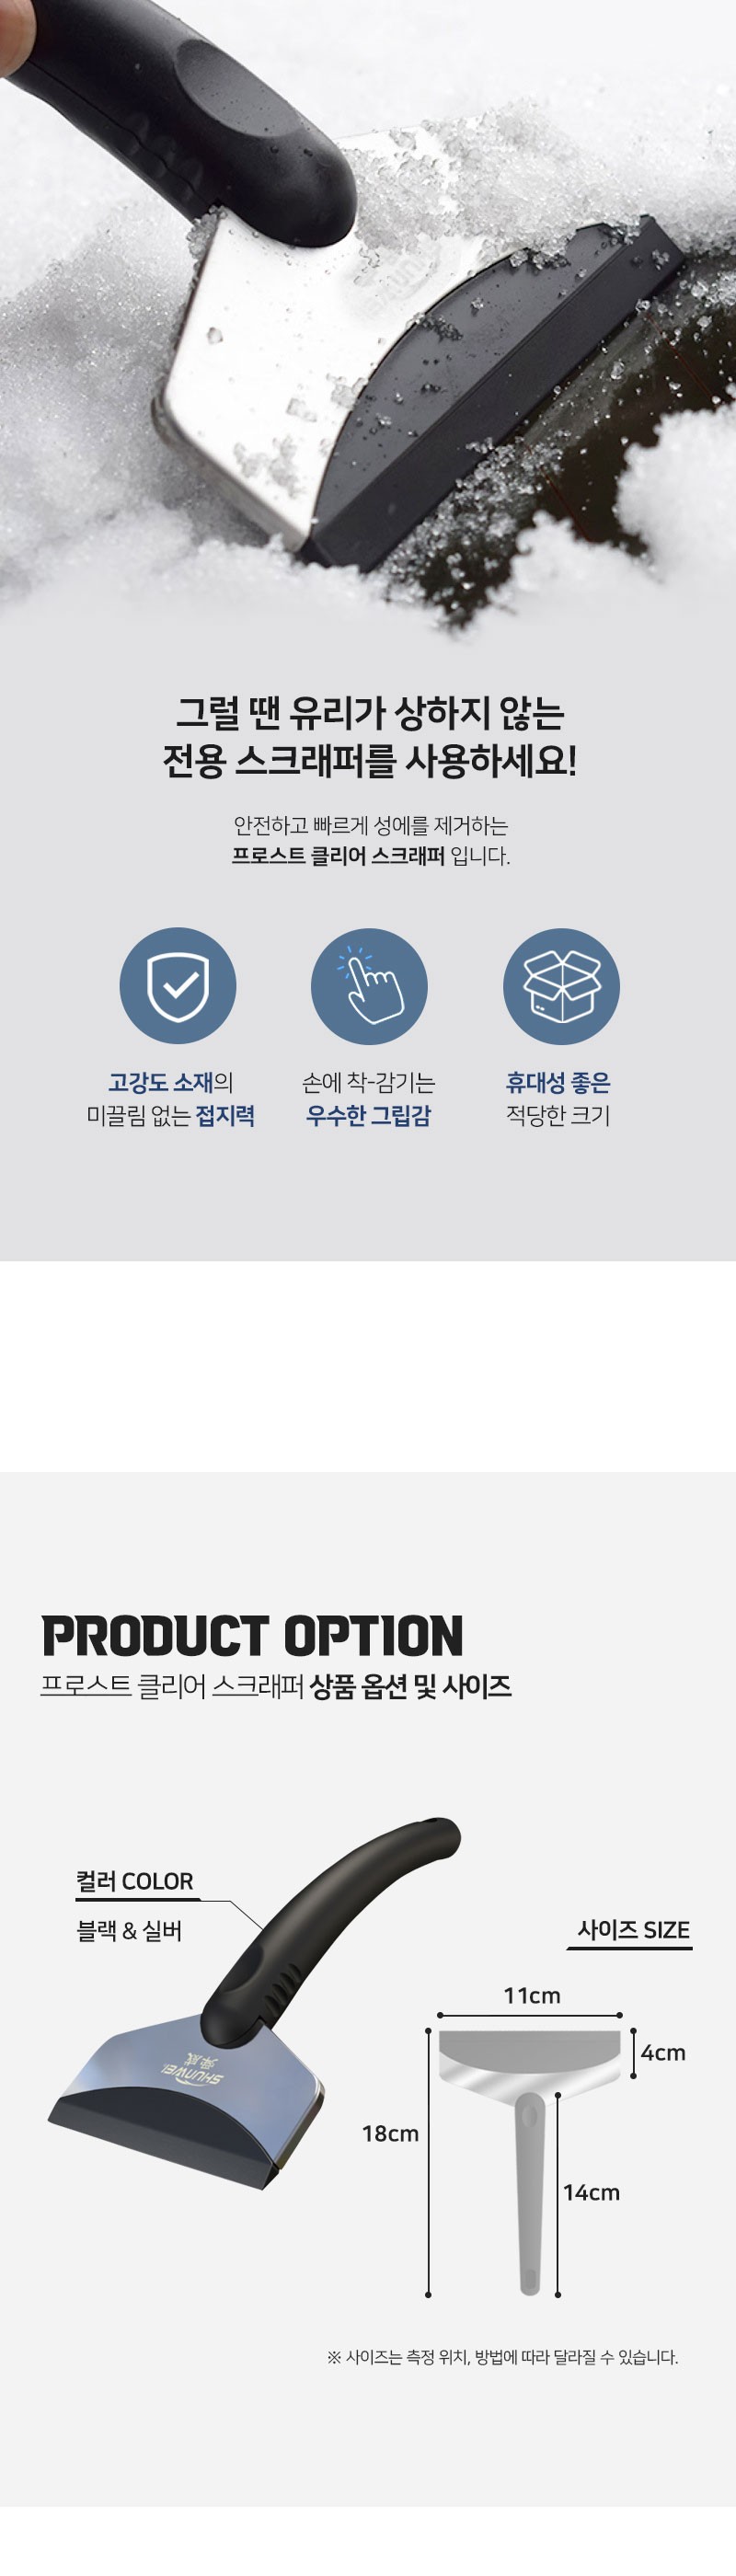 그럴 땐 유리가 상하지 않는
전용 스크래퍼를 사용하세요!
안전하고 빠르게 성에를 제거하는
프로스트 클리어 스크래퍼 입니다.
고강도 소재의
미끌림 없는 접지력
손에 착-감기는
우수한 그립감
휴대성 좋은
적당한 크기
PRODUCT OPTION
프로스트 클리어 스크래퍼 상품 옵션 및 사이즈
컬러 COLOR
블랙 & 실버
SHUNWEI
舜威
사이즈 SIZE
11cm
4cm
18cm
14cm
※ 사이즈는 측정 위치, 방법에 따라 달라질 수 있습니다.